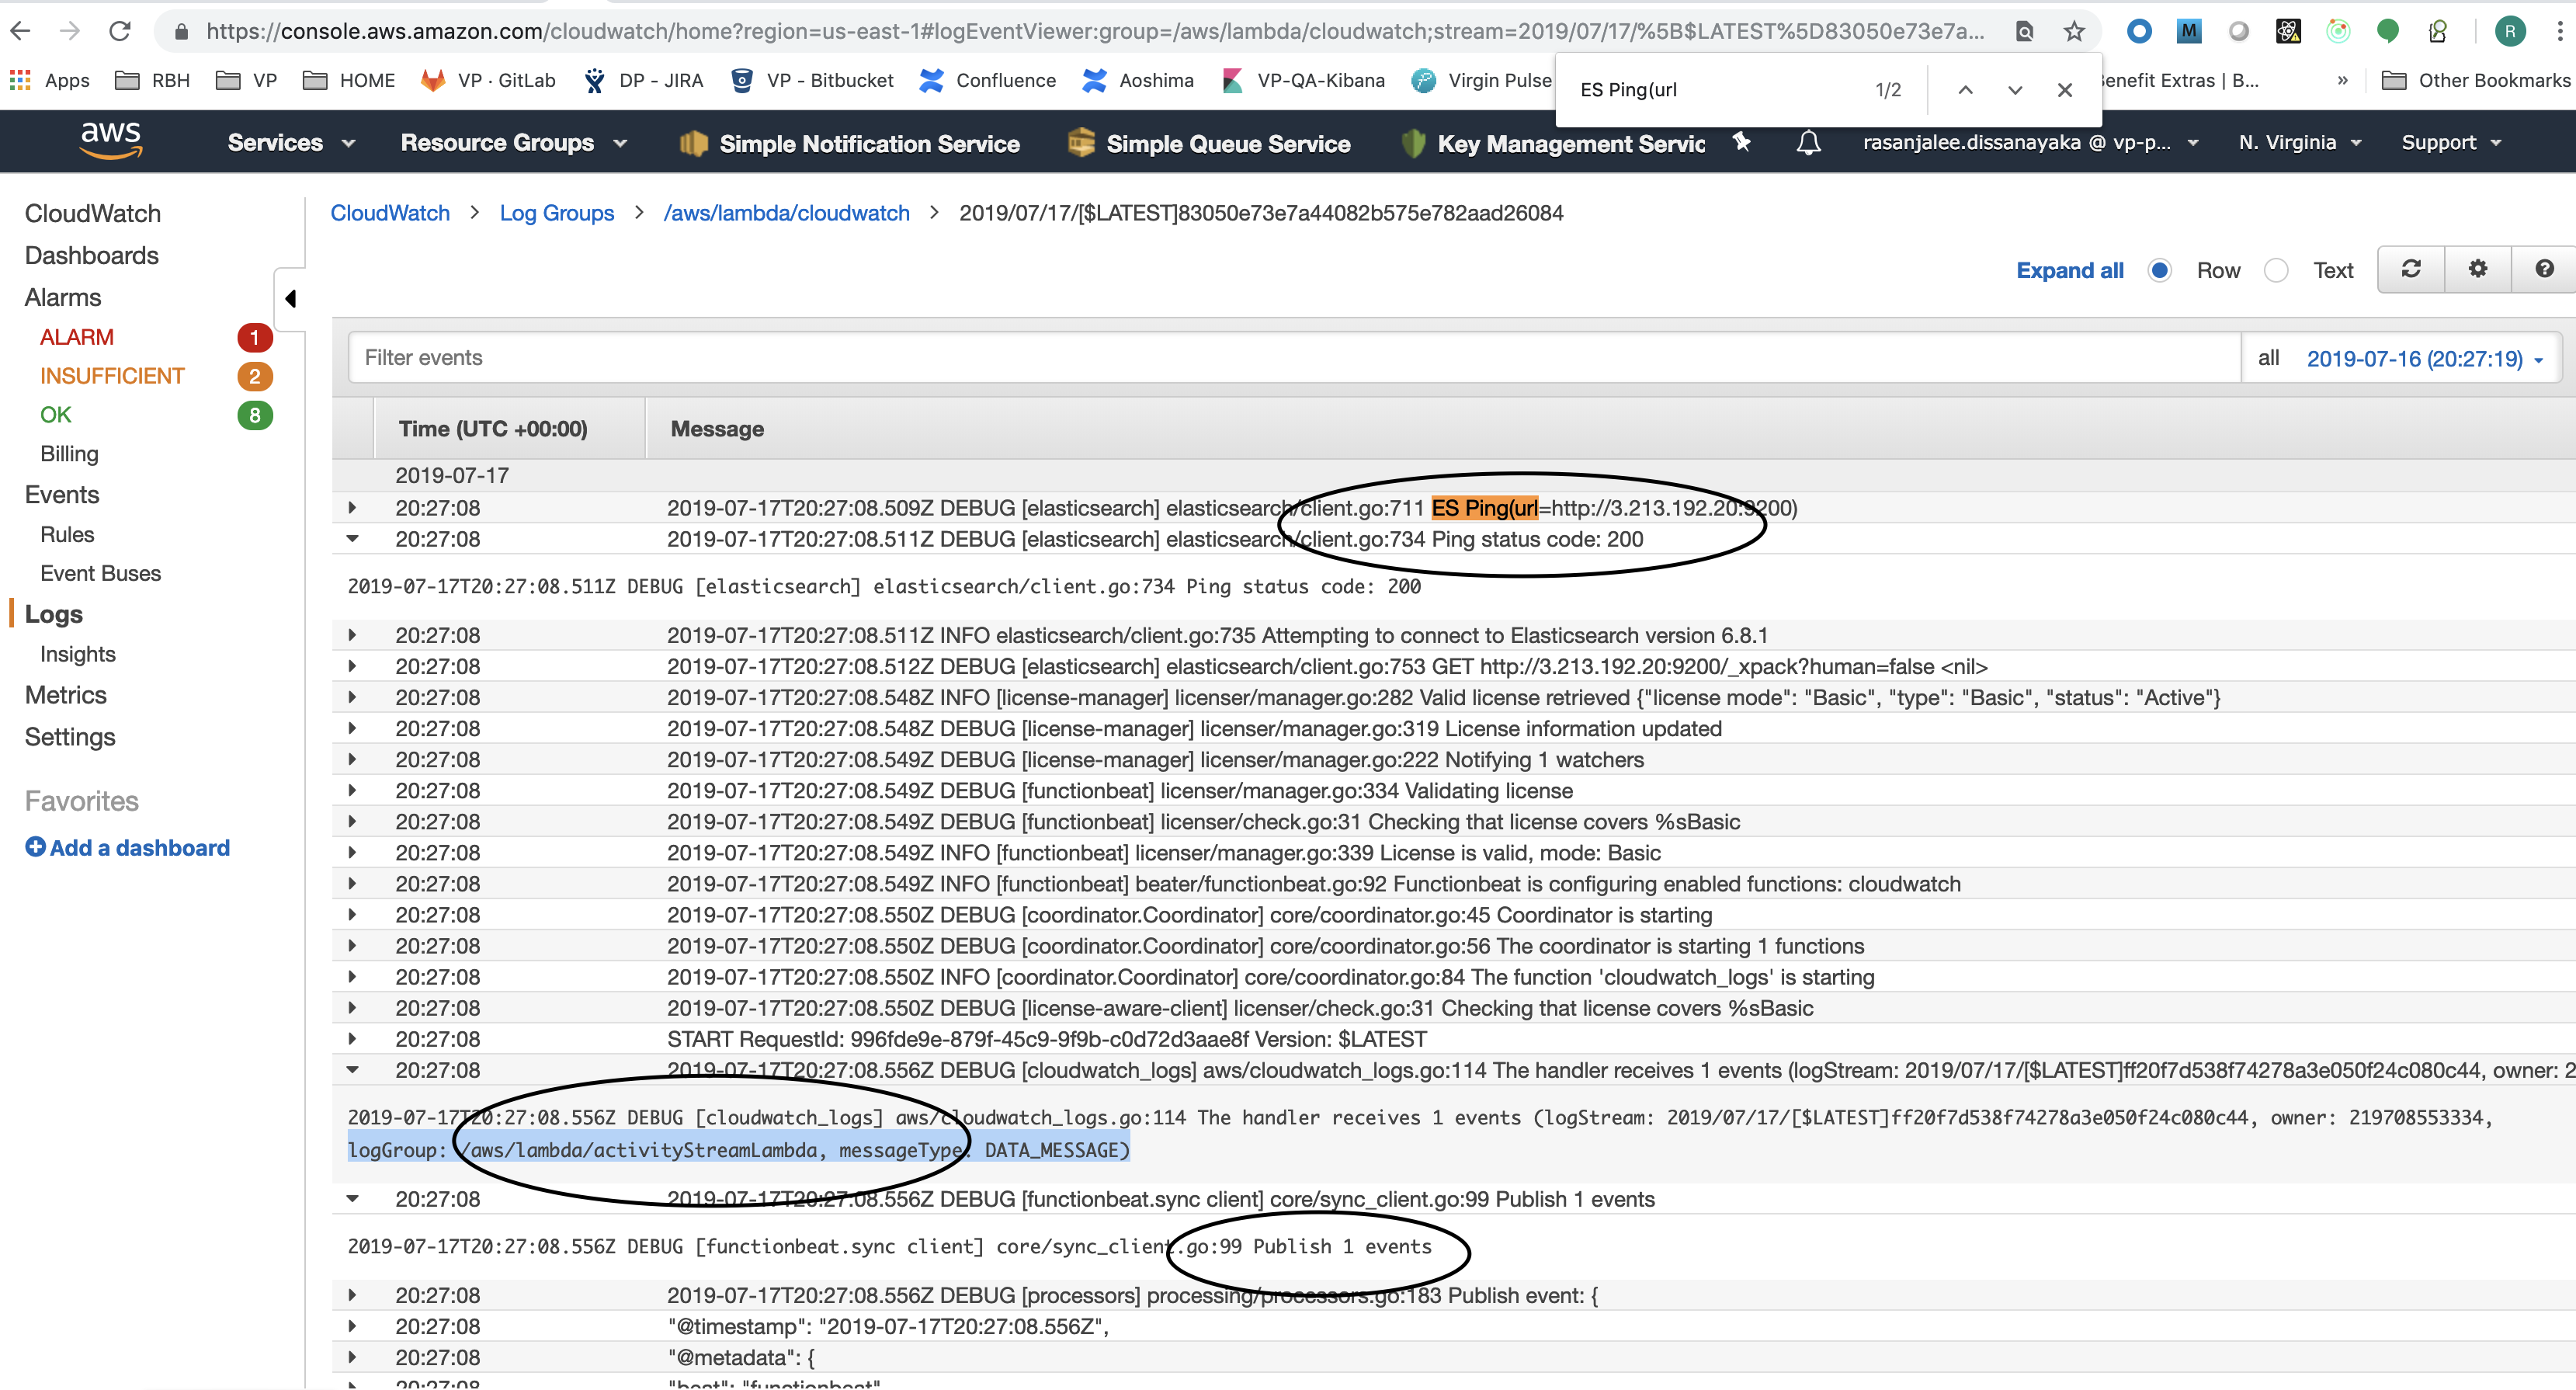 https://console.aws.amazon.com/cloudwatch/home?region=us-east-1#logEventViewer:group=/aws/lambda/cloudwatch;stream=2019/07/17/%5B$LATEST%5D83050e73e7a...
M
R
Apps RBH VP HOME VP · GitLab DP - JIRA VP - Bitbucket Confluence Aoshima VP-QA-Kibana Virgin Pulse
ES Ping(url 1/2
Benefit Extras | B... » Other Bookmarks
aws Services Resource Groups Simple Notification Service Simple Queue Service Key Management Servic rasanjalee.dissanayaka @ vp-p... N. Virginia Support
CloudWatch
Dashboards
Alarms
ALARM 1
INSUFFICIENT 2
OK 8
Billing
Events
Rules
Event Buses
Logs
Insights
Metrics
Settings
Favorites
Add a dashboard
CloudWatch > Log Groups > /aws/lambda/cloudwatch > 2019/07/17/[$LATEST]83050e73e7a44082b575e782aad26084
Expand all Row Text
Filter events all 2019-07-16 (20:27:19)
Time (UTC +00:00) Message
2019-07-17
20:27:08 2019-07-17T20:27:08.509Z DEBUG [elasticsearch] elasticsearch/client.go:711 ES Ping(url=http://3.213.192.20:9200)
20:27:08 2019-07-17T20:27:08.511Z DEBUG [elasticsearch] elasticsearch/client.go:734 Ping status code: 200
2019-07-17T20:27:08.511Z DEBUG [elasticsearch] elasticsearch/client.go:734 Ping status code: 200
20:27:08 2019-07-17T20:27:08.511Z INFO elasticsearch/client.go:735 Attempting to connect to Elasticsearch version 6.8.1
20:27:08 2019-07-17T20:27:08.512Z DEBUG [elasticsearch] elasticsearch/client.go:753 GET http://3.213.192.20:9200/_xpack?human=false <nil>
20:27:08 2019-07-17T20:27:08.548Z INFO [license-manager] licenser/manager.go:282 Valid license retrieved {"license mode": "Basic", "type": "Basic", "status": "Active"}
20:27:08 2019-07-17T20:27:08.548Z DEBUG [license-manager] licenser/manager.go:319 License information updated
20:27:08 2019-07-17T20:27:08.549Z DEBUG [license-manager] licenser/manager.go:222 Notifying 1 watchers
20:27:08 2019-07-17T20:27:08.549Z DEBUG [functionbeat] licenser/manager.go:334 Validating license
20:27:08 2019-07-17T20:27:08.549Z DEBUG [functionbeat] licenser/check.go:31 Checking that license covers %sBasic
20:27:08 2019-07-17T20:27:08.549Z INFO [functionbeat] licenser/manager.go:339 License is valid, mode: Basic
20:27:08 2019-07-17T20:27:08.549Z INFO [functionbeat] beater/functionbeat.go:92 Functionbeat is configuring enabled functions: cloudwatch
20:27:08 2019-07-17T20:27:08.550Z DEBUG [coordinator.Coordinator] core/coordinator.go:45 Coordinator is starting
20:27:08 2019-07-17T20:27:08.550Z DEBUG [coordinator.Coordinator] core/coordinator.go:56 The coordinator is starting 1 functions
20:27:08 2019-07-17T20:27:08.550Z INFO [coordinator.Coordinator] core/coordinator.go:84 The function 'cloudwatch_logs' is starting
20:27:08 2019-07-17T20:27:08.550Z DEBUG [license-aware-client] licenser/check.go:31 Checking that license covers %sBasic
20:27:08 START RequestId: 996fde9e-879f-45c9-9f9b-c0d72d3aae8f Version: $LATEST
20:27:08 2019-07-17T20:27:08.556Z DEBUG [cloudwatch_logs] aws/cloudwatch_logs.go:114 The handler receives 1 events (logStream: 2019/07/17/[$LATEST]ff20f7d538f74278a3e050f24c080c44, owner: 2
2019-07-17T20:27:08.556Z DEBUG [cloudwatch_logs] aws/cloudwatch_logs.go:114 The handler receives 1 events (logStream: 2019/07/17/[$LATEST]ff20f7d538f74278a3e050f24c080c44, owner: 219708553334,
logGroup: /aws/lambda/activityStreamLambda, messageType: DATA_MESSAGE)
20:27:08 2019-07-17T20:27:08.556Z DEBUG [functionbeat.sync client] core/sync_client.go:99 Publish 1 events
2019-07-17T20:27:08.556Z DEBUG [functionbeat.sync client] core/sync_client.go:99 Publish 1 events
20:27:08 2019-07-17T20:27:08.556Z DEBUG [processors] processing/processors.go:183 Publish event: {
20:27:08 "@timestamp": "2019-07-17T20:27:08.556Z",
20:27:08 "@metadata": {
20:27:08 "beat": "functionbeat"